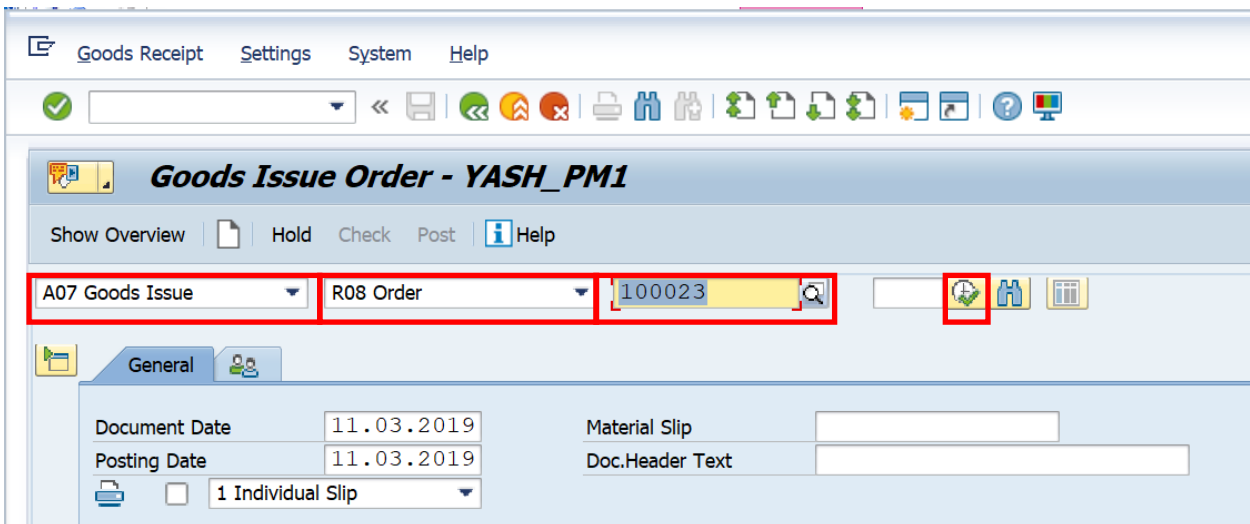 Goods Receipt Settings System Help
Goods Issue Order - YASH_PM1
Show Overview Hold Check Post Help
A07 Goods Issue R08 Order 100023
General
Document Date 11.03.2019 Material Slip
Posting Date 11.03.2019 Doc.Header Text
1 Individual Slip